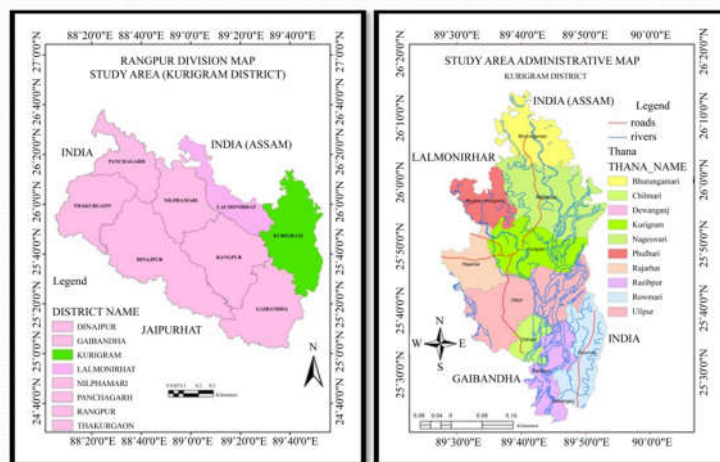 88°20'0"E 88°40'0"E 89°0'0"E 89°20'0"E 89°40'0"E
RANGPUR DIVISION MAP
STUDY AREA (KURIGRAM DISTRICT)
27°0'0"N
26°40'0"N
26°20'0"N
26°0'0"N
25°40'0"N
25°20'0"N
25°0'0"N
24°40'0"N
INDIA
INDIA (ASSAM)
PANCHAGARH
THAKURGAON
NILPHAMARI
LALMONIRHAT
KURIGRAM
DINAJPUR
RANGPUR
GAIBANDHA
JAIPURHAT
Legend
DISTRICT NAME
DINAJPUR
GAIBANDHA
KURIGRAM
LALMONIRHAT
NILPHAMARI
PANCHAGARH
RANGPUR
THAKURGAON
N
Kilometers
88°20'0"E 88°40'0"E 89°0'0"E 89°20'0"E 89°40'0"E
89°30'0"E 89°40'0"E 89°50'0"E 90°0'0"E
STUDY AREA ADMINISTRATIVE MAP
KURIGRAM DISTRICT
26°20'0"N
26°10'0"N
26°0'0"N
25°50'0"N
25°40'0"N
25°30'0"N
INDIA (ASSAM)
LALMONIRHAR
INDIA
GAIBANDHA
Legend
roads
rivers
Thana
THANA_NAME
Bhurungamari
Chilmari
Dewanganj
Kurigram
Nageswari
Phulbari
Rajarhat
Razibpur
Rowmari
Ulipur
N
W E
S
Kilometers
89°30'0"E 89°40'0"E 89°50'0"E 90°0'0"E